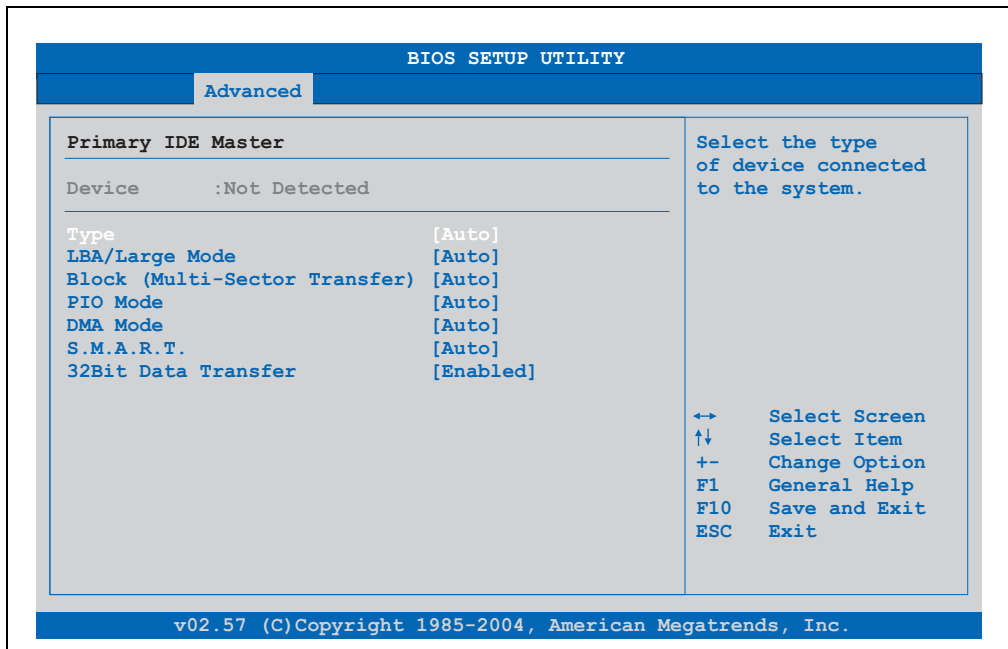 BIOS SETUP UTILITY
Advanced
Primary IDE Master
Device :Not Detected
Type [Auto]
LBA/Large Mode [Auto]
Block (Multi-Sector Transfer) [Auto]
PIO Mode [Auto]
DMA Mode [Auto]
S.M.A.R.T. [Auto]
32Bit Data Transfer [Enabled]
Select the type
of device connected
to the system.
↔ Select Screen
↑↓ Select Item
+- Change Option
F1 General Help
F10 Save and Exit
ESC Exit
v02.57 (C)Copyright 1985-2004, American Megatrends, Inc.